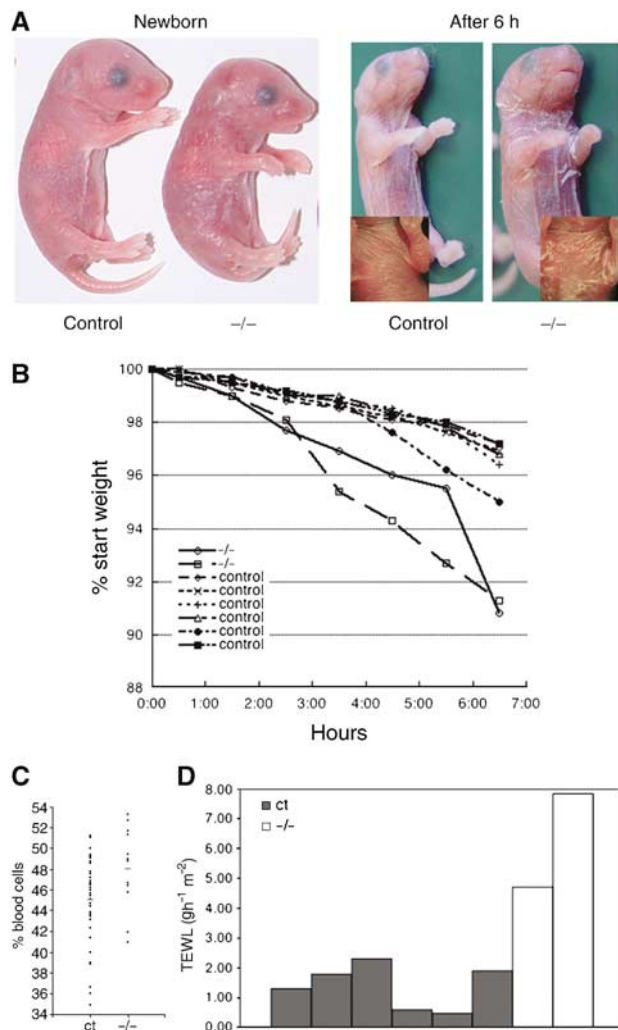 A
Newborn
After 6 h
Control
–/–
Control
–/–
B
% start weight
100
98
96
94
92
90
88
-/-
-/-
control
control
control
control
control
control
0:00 1:00 2:00 3:00 4:00 5:00 6:00 7:00
Hours
C
% blood cells
54
52
50
48
46
44
42
40
38
36
34
ct –/–
D
TEWL (gh⁻¹ m⁻²)
8.00
7.00
6.00
5.00
4.00
3.00
2.00
1.00
0.00
ct
–/–